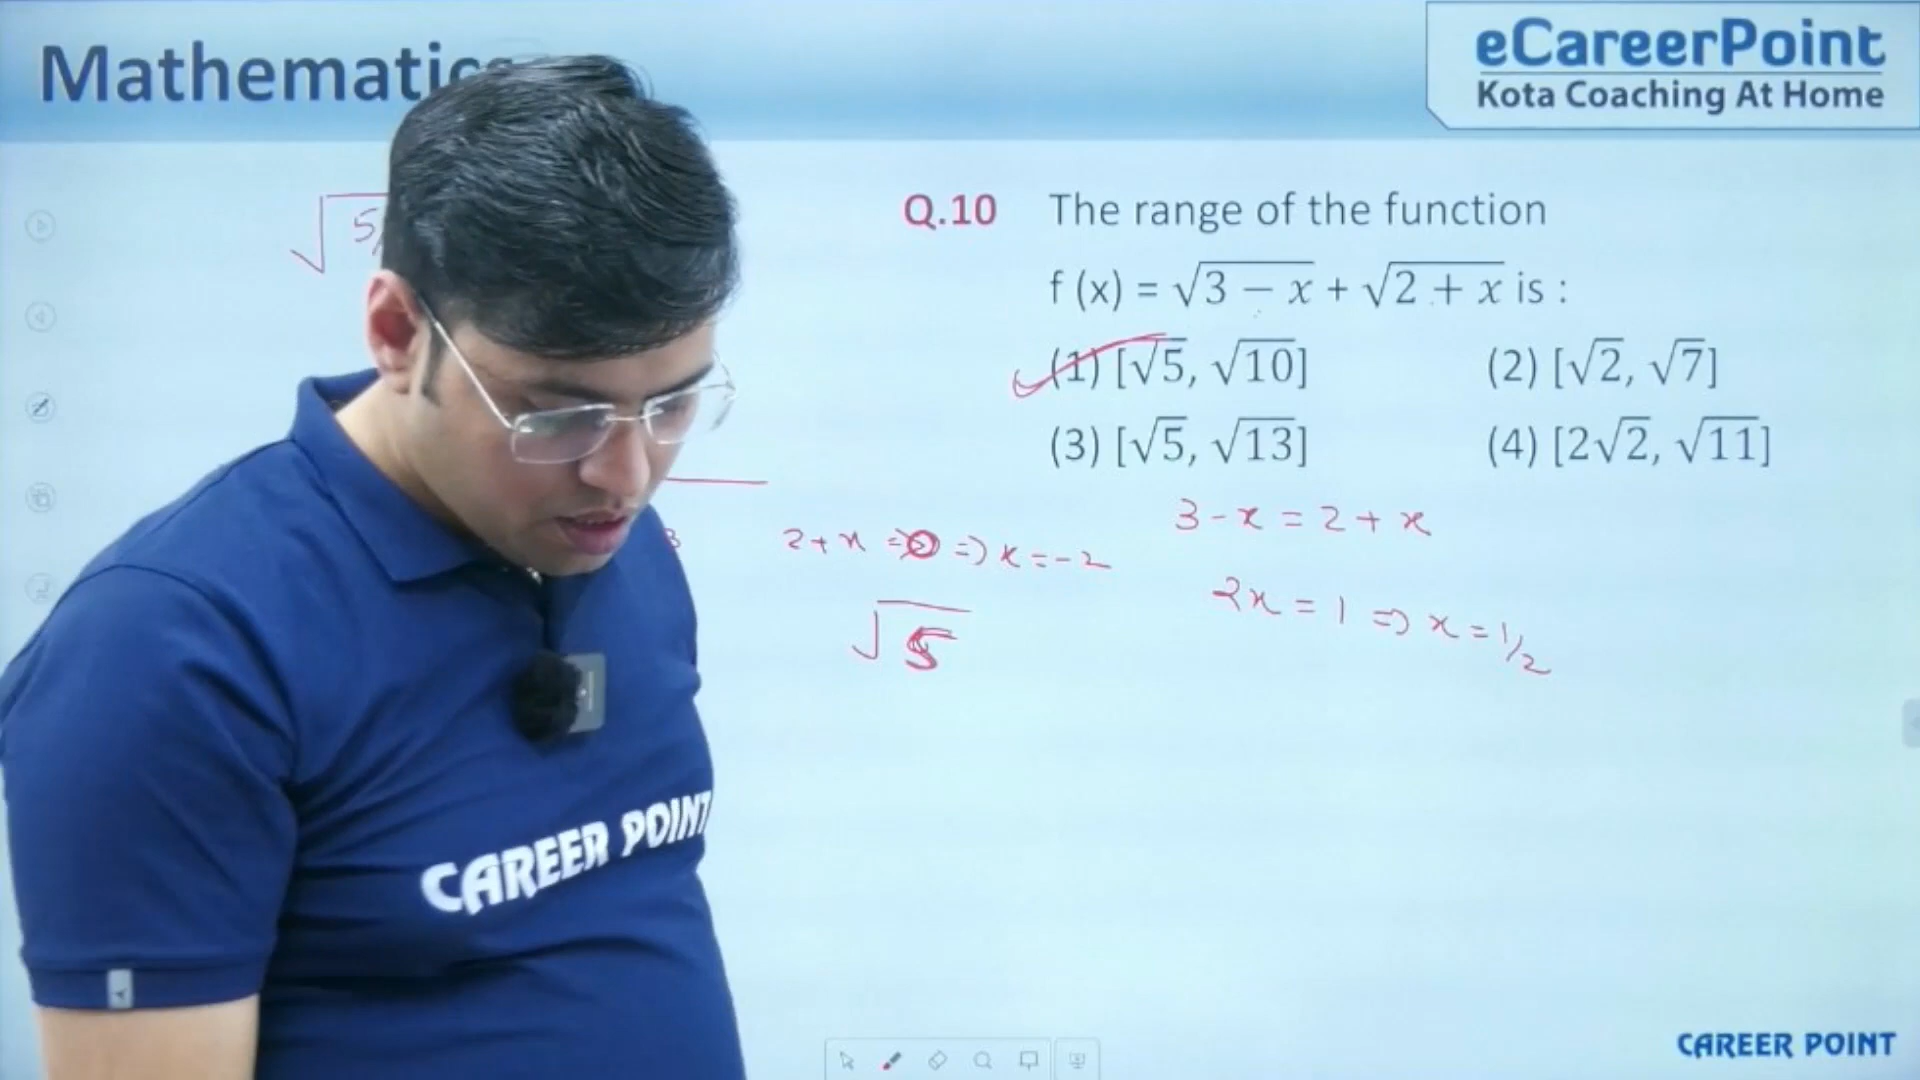 Mathematics
eCareerPoint
Kota Coaching At Home
Q.10 The range of the function
f (x) = √3 − x + √2 + x is :
(1) [√5, √10]
(2) [√2, √7]
(3) [√5, √13]
(4) [2√2, √11]
√5
3 - x = 2 + x
2 + x => 0 => x = -2
2x = 1 => x = 1/2
√5
CAREER POINT
CAREER POINT